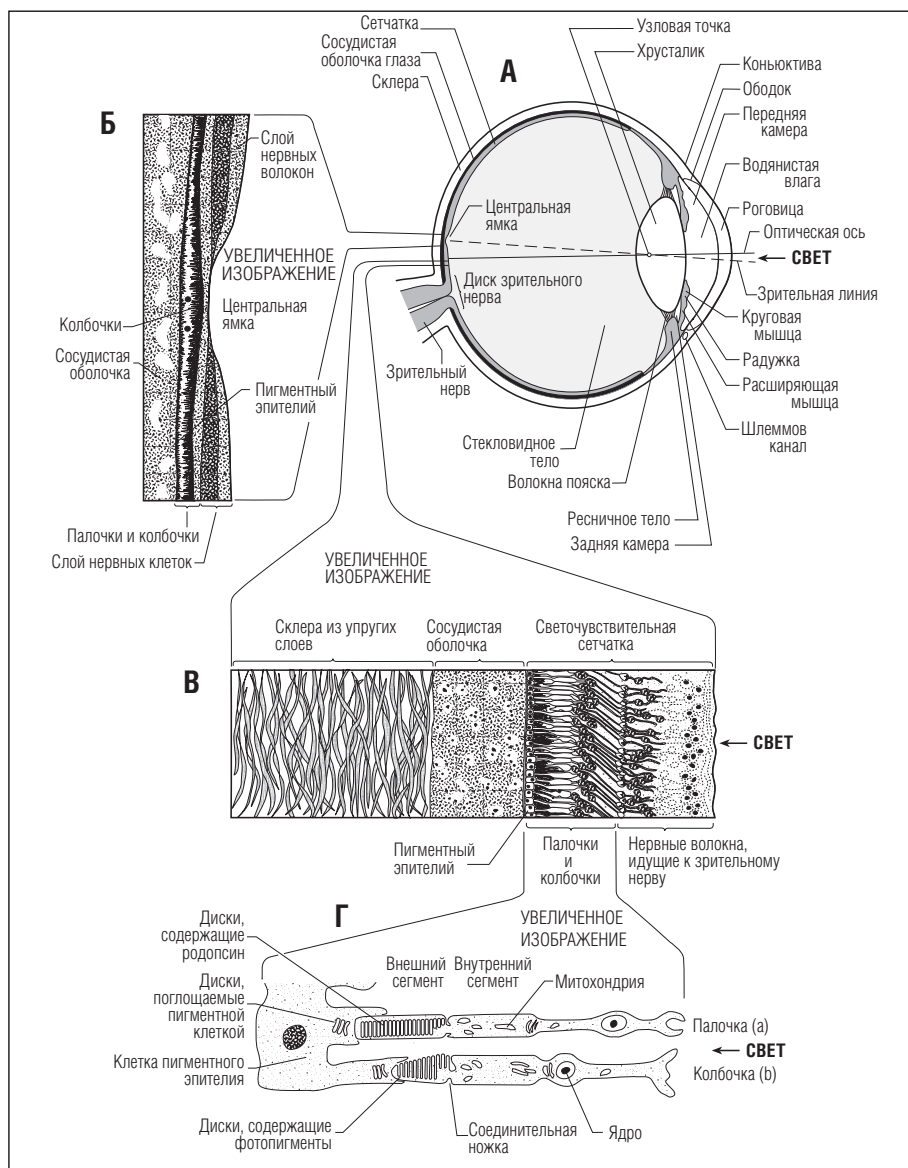 Сетчатка
Сосудистая
оболочка глаза
Склера
А
Узловая точка
Хрусталик
Коньюктива
Ободок
Передняя
камера
Водянистая
влага
Роговица
Оптическая ось
СВЕТ
Зрительная линия
Круговая
мышца
Радужка
Расширяющая
мышца
Шлеммов
канал
Центральная
ямка
Диск зрительного
нерва
Зрительный
нерв
Стекловидное
тело
Волокна пояска
Ресничное тело
Задняя камера
Б
Слой
нервных
волокон
УВЕЛИЧЕННОЕ
ИЗОБРАЖЕНИЕ
Центральная
ямка
Колбочки
Сосудистая
оболочка
Пигментный
эпителий
Палочки и колбочки
Слой нервных клеток
УВЕЛИЧЕННОЕ
ИЗОБРАЖЕНИЕ
В
Склера из упругих
слоев
Сосудистая
оболочка
Светочувствительная
сетчатка
СВЕТ
Пигментный
эпителий
Палочки
и
колбочки
Нервные волокна,
идущие к зрительному
нерву
Г
УВЕЛИЧЕННОЕ
ИЗОБРАЖЕНИЕ
Диски,
содержащие
родопсин
Диски,
поглощаемые
пигментной
клеткой
Клетка пигментного
эпителия
Внешний
сегмент
Внутренний
сегмент
Митохондрия
Палочка (a)
СВЕТ
Колбочка (b)
Диски, содержащие
фотопигменты
Соединительная
ножка
Ядро